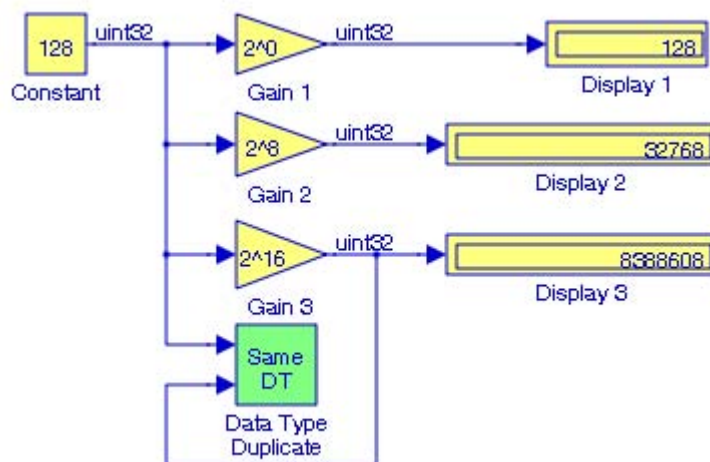 uint32
uint32
128
2^0
128
Constant
Gain 1
Display 1
uint32
2^8
32768
Gain 2
Display 2
uint32
2^16
8388608
Gain 3
Display 3
Same
DT
Data Type
Duplicate